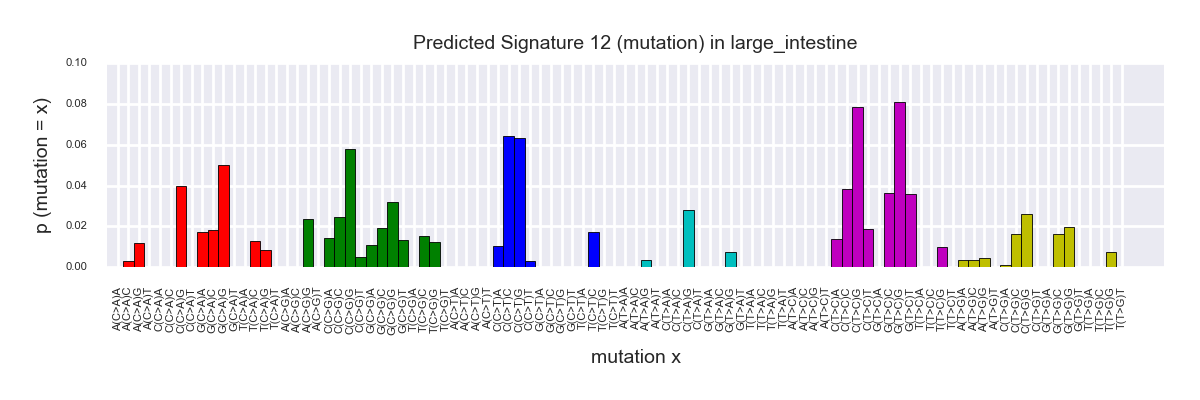 Predicted Signature 12 (mutation) in large_intestine
p (mutation = x)
0.10
0.08
0.06
0.04
0.02
0.00
A(C>A)A
A(C>A)C
A(C>A)G
A(C>A)T
C(C>A)A
C(C>A)C
C(C>A)G
C(C>A)T
G(C>A)A
G(C>A)C
G(C>A)G
G(C>A)T
T(C>A)A
T(C>A)C
T(C>A)G
T(C>A)T
A(C>G)A
A(C>G)C
A(C>G)G
A(C>G)T
C(C>G)A
C(C>G)C
C(C>G)G
C(C>G)T
G(C>G)A
G(C>G)C
G(C>G)G
G(C>G)T
T(C>G)A
T(C>G)C
T(C>G)G
T(C>G)T
A(C>T)A
A(C>T)C
A(C>T)G
A(C>T)T
C(C>T)A
C(C>T)C
C(C>T)G
C(C>T)T
G(C>T)A
G(C>T)C
G(C>T)G
G(C>T)T
T(C>T)A
T(C>T)C
T(C>T)G
T(C>T)T
A(T>A)A
A(T>A)C
A(T>A)G
A(T>A)T
C(T>A)A
C(T>A)C
C(T>A)G
C(T>A)T
G(T>A)A
G(T>A)C
G(T>A)G
G(T>A)T
T(T>A)A
T(T>A)C
T(T>A)G
T(T>A)T
A(T>C)A
A(T>C)C
A(T>C)G
A(T>C)T
C(T>C)A
C(T>C)C
C(T>C)G
C(T>C)T
G(T>C)A
G(T>C)C
G(T>C)G
G(T>C)T
T(T>C)A
T(T>C)C
T(T>C)G
T(T>C)T
A(T>G)A
A(T>G)C
A(T>G)G
A(T>G)T
C(T>G)A
C(T>G)C
C(T>G)G
C(T>G)T
G(T>G)A
G(T>G)C
G(T>G)G
G(T>G)T
T(T>G)A
T(T>G)C
T(T>G)G
T(T>G)T
mutation x